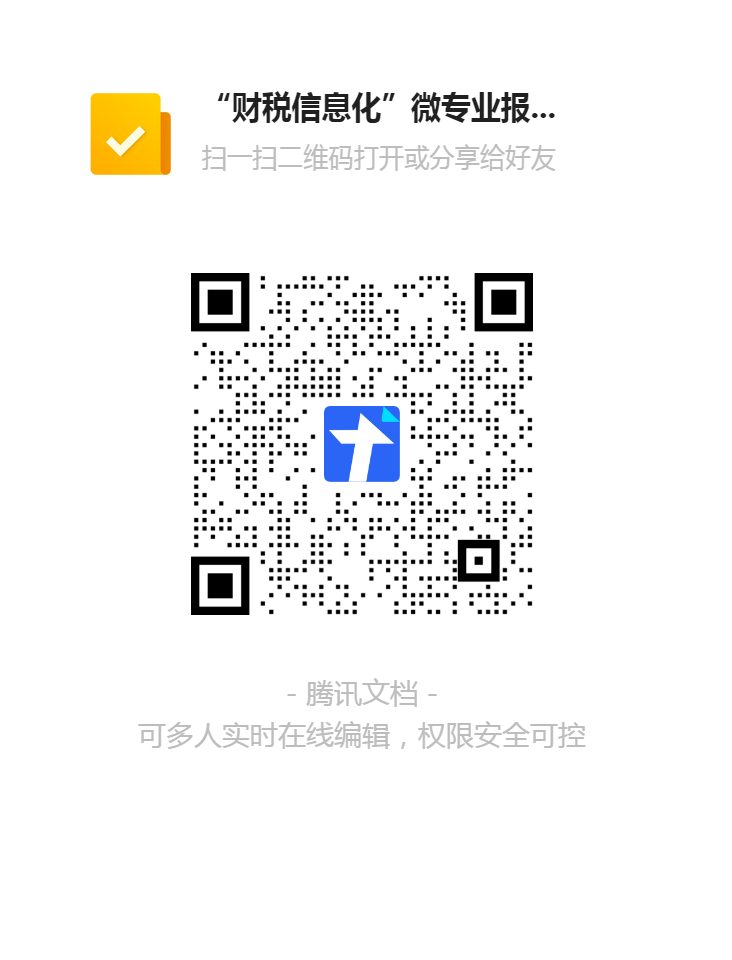 “财税信息化”微专业报...
扫一扫二维码打开或分享给好友
- 腾讯文档 -
可多人实时在线编辑，权限安全可控